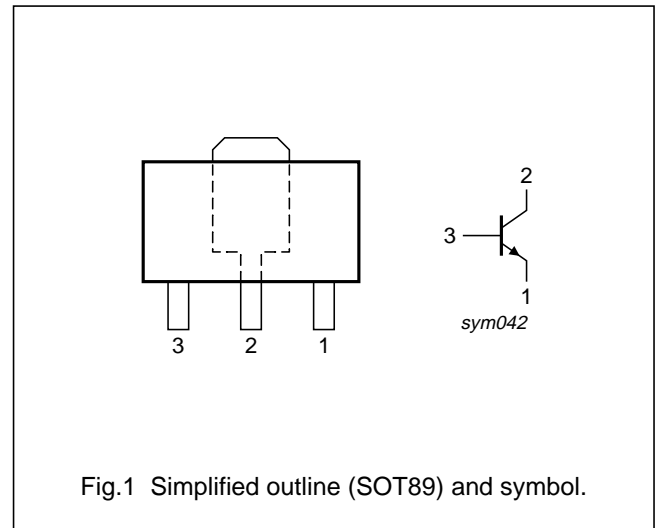 2
3
1
sym042
3 2 1
Fig.1 Simplified outline (SOT89) and symbol.